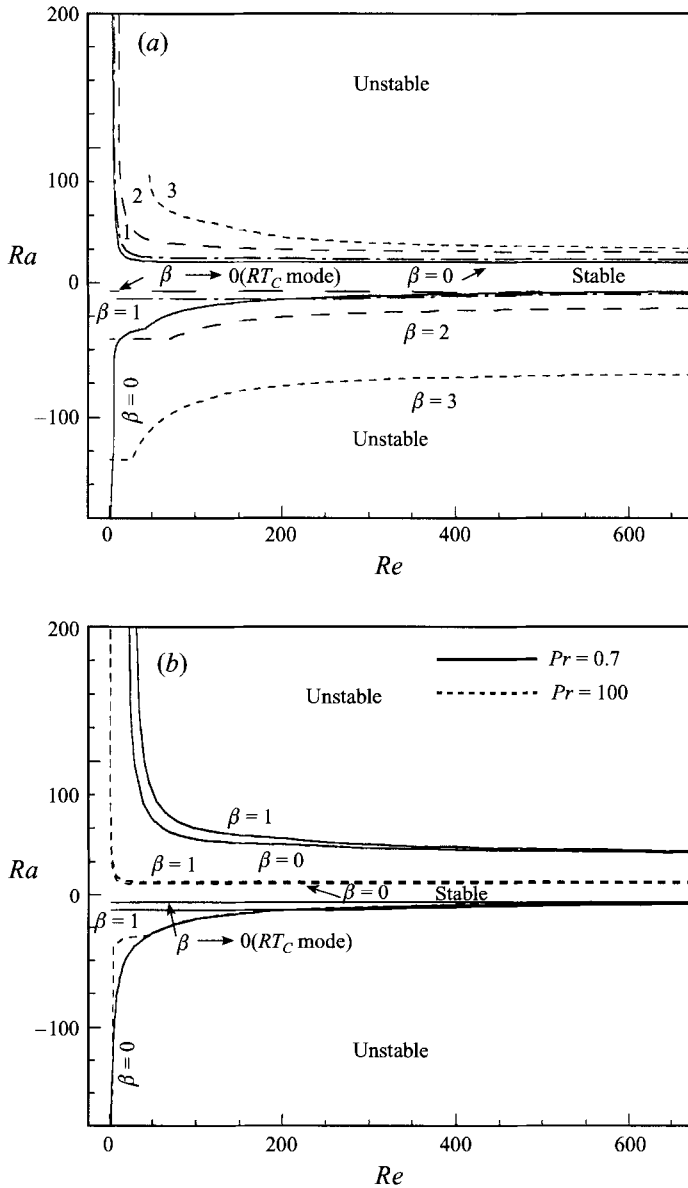 200
(a)
Unstable
100
2
3
1
Ra
β → 0(RT_C mode)
β = 0
Stable
0
β = 1
β = 2
β = 0
β = 3
−100
Unstable
0
200
400
600
Re
200
(b)
Pr = 0.7
Unstable
Pr = 100
100
β = 1
β = 1
β = 0
Ra
β = 0
Stable
0
β = 1
β → 0(RT_C mode)
−100
β = 0
Unstable
0
200
400
600
Re